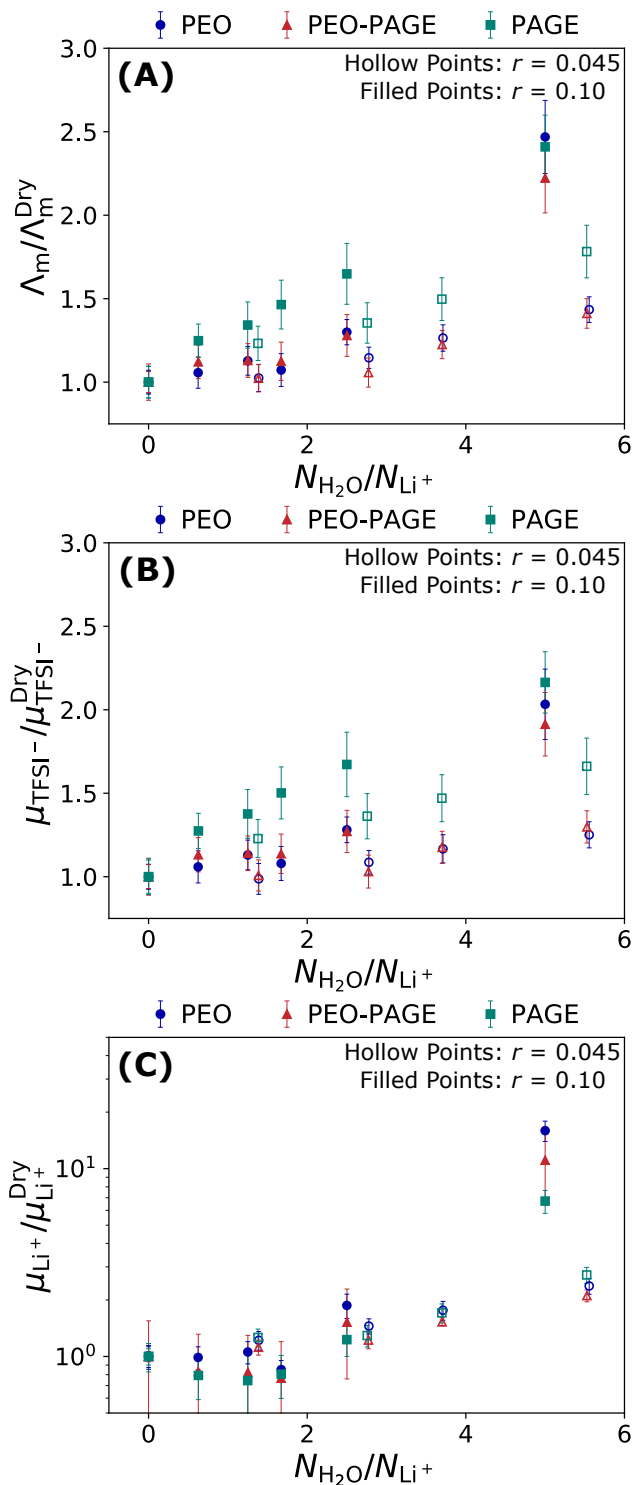 PEO PEO-PAGE PAGE
(A)
Hollow Points: r = 0.045
Filled Points: r = 0.10
3.0
2.5
2.0
1.5
1.0
Λm/ΛmDry
0 2 4 6
NH2O/NLi+
PEO PEO-PAGE PAGE
(B)
Hollow Points: r = 0.045
Filled Points: r = 0.10
3.0
2.5
2.0
1.5
1.0
μTFSI−/μTFSI−Dry
0 2 4 6
NH2O/NLi+
PEO PEO-PAGE PAGE
(C)
Hollow Points: r = 0.045
Filled Points: r = 0.10
10¹
10⁰
μLi+/μLi+Dry
0 2 4 6
NH2O/NLi+